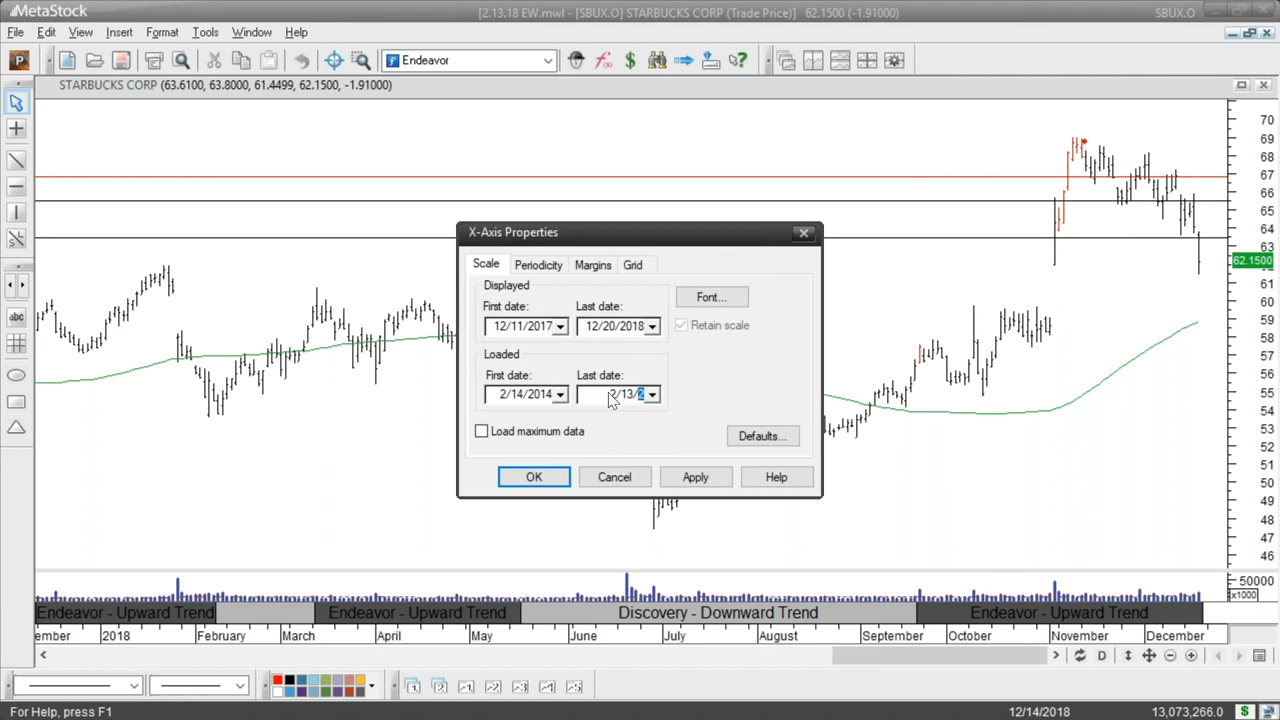 MetaStock
[2.13.18 EW.mwl - [SBUX.O] STARBUCKS CORP (Trade Price)] 62.1500 (-1.91000)
SBUX.O
File Edit View Insert Format Tools Window Help
P
Endeavor
STARBUCKS CORP (63.6100, 63.8000, 61.4499, 62.1500, -1.91000)
70
69
68
67
66
65
64
63
62.1500
61
60
59
58
57
56
55
54
53
52
51
50
49
48
47
46
50000
x1000
abc
X-Axis Properties
Scale Periodicity Margins Grid
Displayed
First date: Last date:
12/11/2017 12/20/2018
Font...
Retain scale
Loaded
First date: Last date:
2/14/2014 2/13/2
Load maximum data
Defaults...
OK Cancel Apply Help
Endeavor - Upward Trend Endeavor - Upward Trend Discovery - Downward Trend Endeavor - Upward Trend
ember 2018 February March April May June July August September October November December
D
For Help, press F1
12/14/2018 13,073,266.0 $